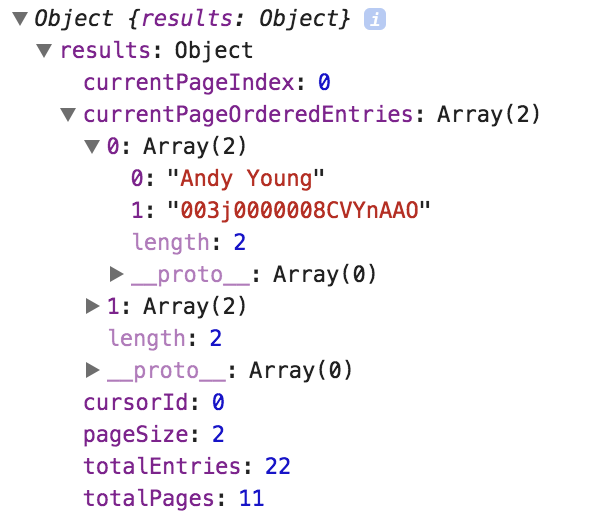 Object {results: Object} i
results: Object
currentPageIndex: 0
currentPageOrderedEntries: Array(2)
0: Array(2)
0: "Andy Young"
1: "003j0000008CVYnAAO"
length: 2
__proto__: Array(0)
1: Array(2)
length: 2
__proto__: Array(0)
cursorId: 0
pageSize: 2
totalEntries: 22
totalPages: 11